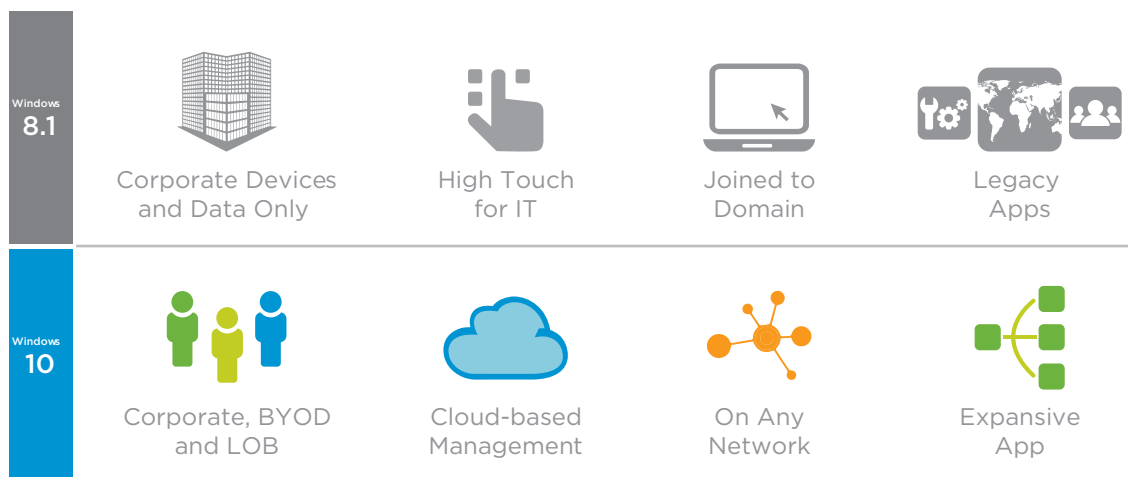 Windows
8.1
Corporate Devices
and Data Only
High Touch
for IT
Joined to
Domain
Legacy
Apps
Windows
10
Corporate, BYOD
and LOB
Cloud-based
Management
On Any
Network
Expansive
App